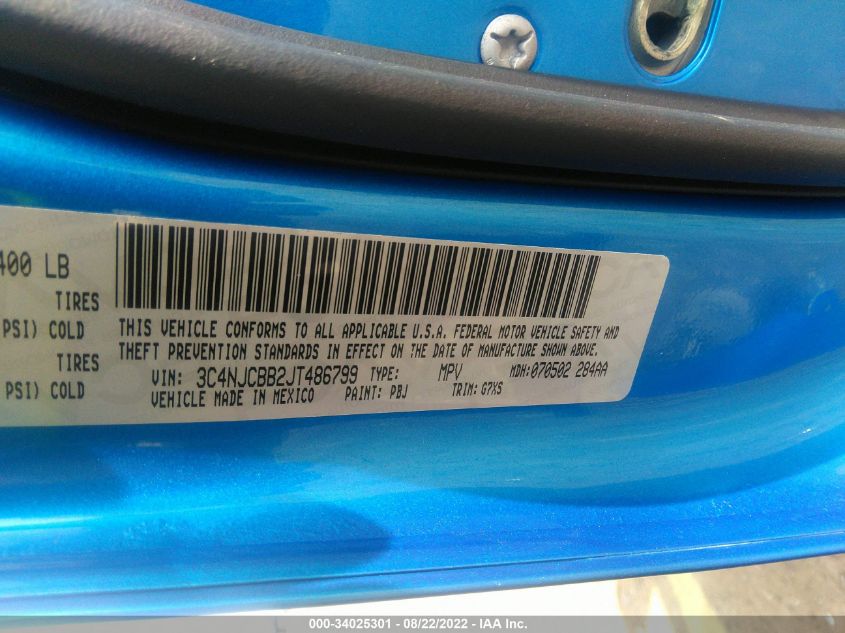 400 LB
TIRES
PSI) COLD
TIRES
PSI) COLD
THIS VEHICLE CONFORMS TO ALL APPLICABLE U.S.A. FEDERAL MOTOR VEHICLE SAFETY AND
THEFT PREVENTION STANDARDS IN EFFECT ON THE DATE OF MANUFACTURE SHOWN ABOVE.
VIN: 3C4NJCBB2JT486799 TYPE: MPV MDH:070502 284AA
VEHICLE MADE IN MEXICO PAINT: PBJ TRIM: G7XS
000-34025301 - 08/22/2022 - IAA Inc.